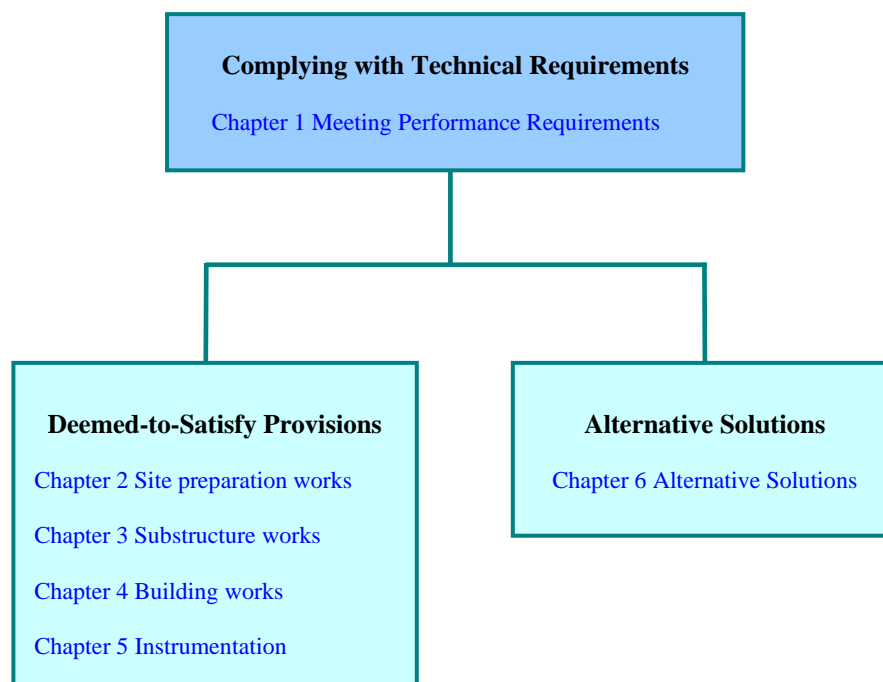 Complying with Technical Requirements
Chapter 1 Meeting Performance Requirements
Deemed-to-Satisfy Provisions
Chapter 2 Site preparation works
Chapter 3 Substructure works
Chapter 4 Building works
Chapter 5 Instrumentation
Alternative Solutions
Chapter 6 Alternative Solutions